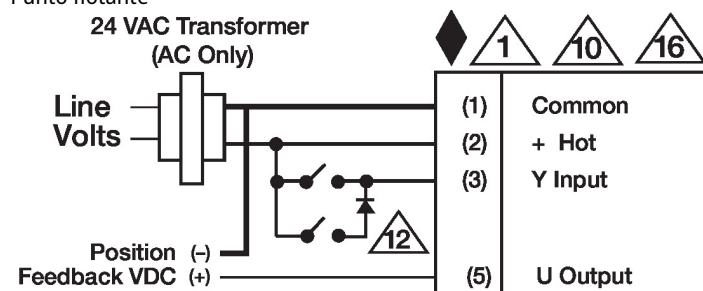 Punto flotante
24 VAC Transformer
(AC Only)
1 10 16
Line
Volts
(1) Common
(2) + Hot
(3) Y Input
12
Position (-)
Feedback VDC (+)
(5) U Output